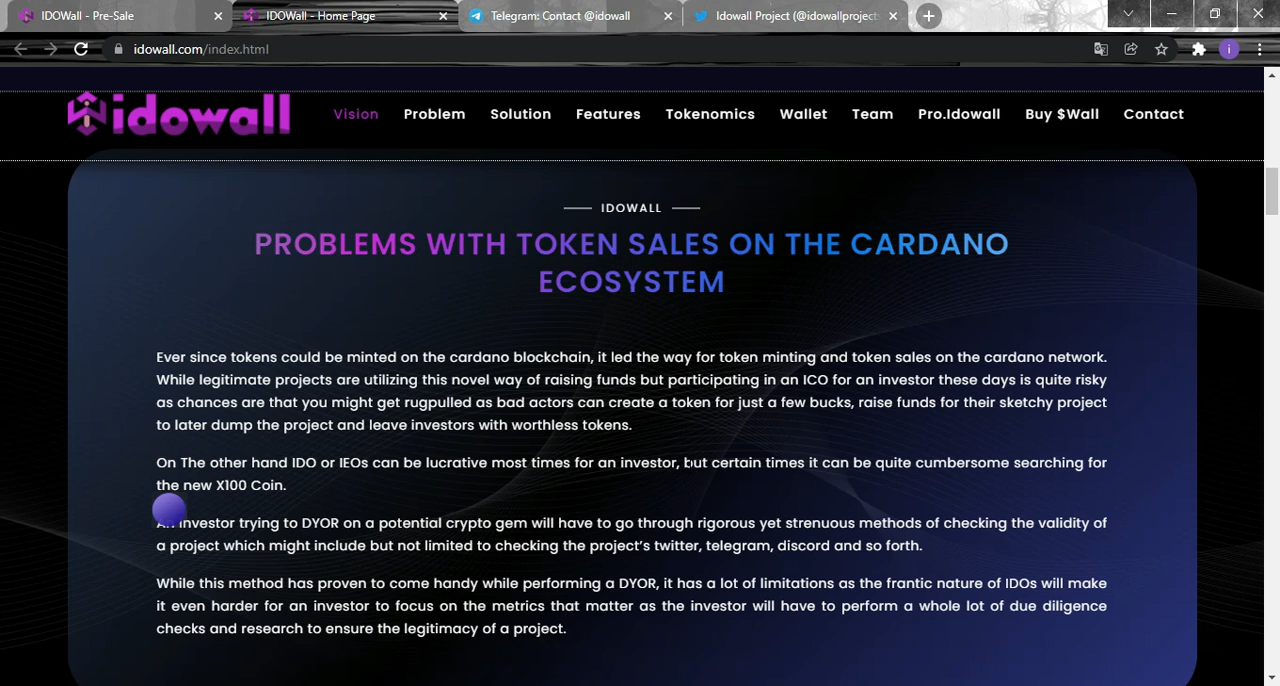 IDOWall - Pre-Sale
IDOWall - Home Page
Telegram: Contact @idowall
Idowall Project (@idowallproject
idowall.com/index.html
i
idowall
Vision
Problem
Solution
Features
Tokenomics
Wallet
Team
Pro.Idowall
Buy $Wall
Contact
IDOWALL
PROBLEMS WITH TOKEN SALES ON THE CARDANO
ECOSYSTEM
Ever since tokens could be minted on the cardano blockchain, it led the way for token minting and token sales on the cardano network.
While legitimate projects are utilizing this novel way of raising funds but participating in an ICO for an investor these days is quite risky
as chances are that you might get rugpulled as bad actors can create a token for just a few bucks, raise funds for their sketchy project
to later dump the project and leave investors with worthless tokens.
On The other hand IDO or IEOs can be lucrative most times for an investor, but certain times it can be quite cumbersome searching for
the new X100 Coin.
An investor trying to DYOR on a potential crypto gem will have to go through rigorous yet strenuous methods of checking the validity of
a project which might include but not limited to checking the project's twitter, telegram, discord and so forth.
While this method has proven to come handy while performing a DYOR, it has a lot of limitations as the frantic nature of IDOs will make
it even harder for an investor to focus on the metrics that matter as the investor will have to perform a whole lot of due diligence
checks and research to ensure the legitimacy of a project.